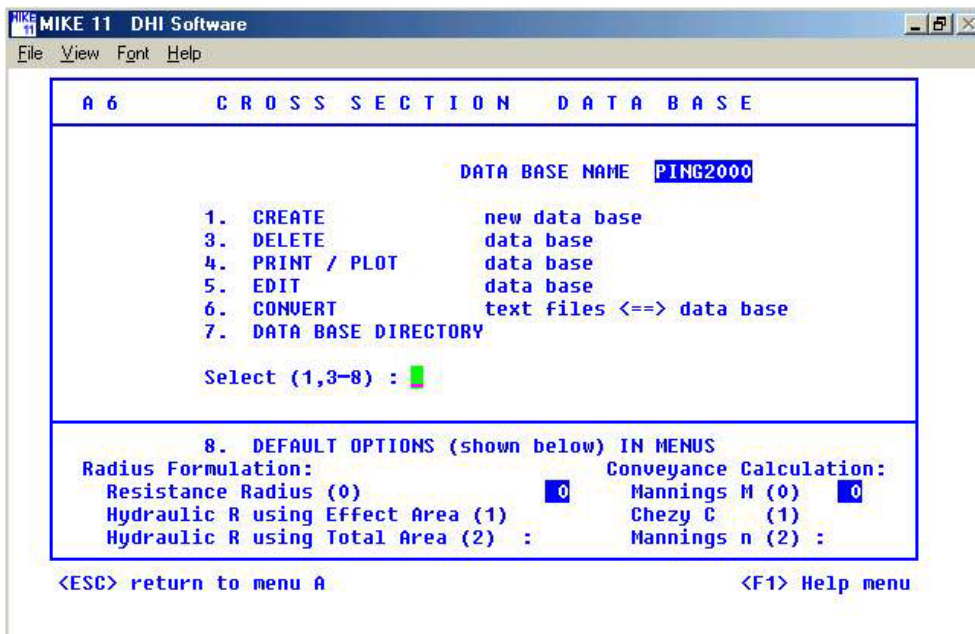 MIKE 11 DHI Software
File View Font Help
A 6 C R O S S S E C T I O N D A T A B A S E
DATA BASE NAME PING2000
1. CREATE new data base
3. DELETE data base
4. PRINT / PLOT data base
5. EDIT data base
6. CONVERT text files <==> data base
7. DATA BASE DIRECTORY
Select (1,3-8) :
8. DEFAULT OPTIONS (shown below) IN MENUS
Radius Formulation: Conveyance Calculation:
Resistance Radius (0) 0 Mannings M (0) 0
Hydraulic R using Effect Area (1) Chezy C (1)
Hydraulic R using Total Area (2) : Mannings n (2) :
<ESC> return to menu A <F1> Help menu